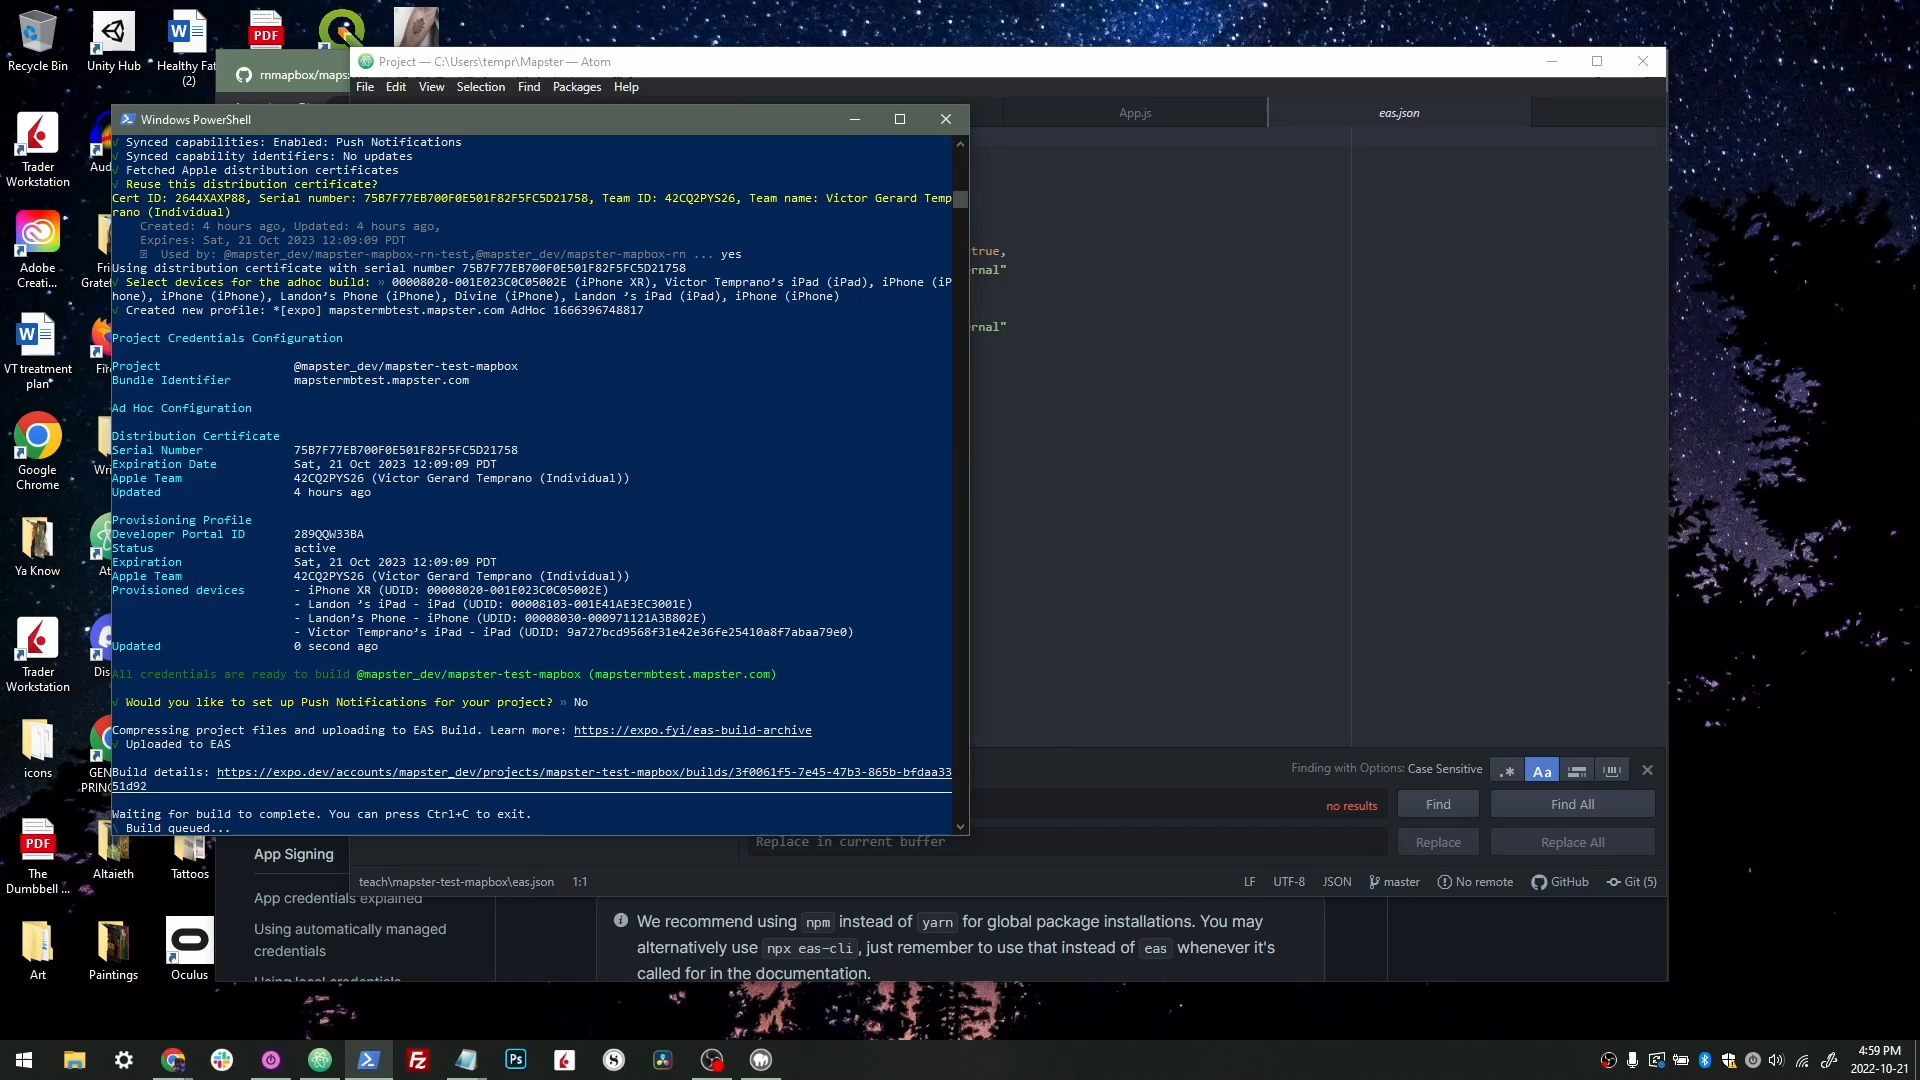 Recycle Bin
Unity Hub
Healthy Fat
(2)
Trader
Workstation
Aud
Adobe
Creati...
Fri
Gratef
VT treatment
plan
Fir
Google
Chrome
Wri
Ya Know
At
Trader
Workstation
Dis
icons
GEN
PRINC
The
Dumbbell ...
Altaieth
Tattoos
Art
Paintings
Oculus
rnmapbox/maps:
Project — C:\Users\tempr\Mapster — Atom
File Edit View Selection Find Packages Help
App.js
eas.json
true,
rnal"
rnal"
Windows PowerShell
√ Synced capabilities: Enabled: Push Notifications
√ Synced capability identifiers: No updates
√ Fetched Apple distribution certificates
√ Reuse this distribution certificate?
Cert ID: 2644XAXP88, Serial number: 75B7F77EB700F0E501F82F5FC5D21758, Team ID: 42CQ2PYS26, Team name: Victor Gerard Temp
rano (Individual)
Created: 4 hours ago, Updated: 4 hours ago,
Expires: Sat, 21 Oct 2023 12:09:09 PDT
Used by: @mapster_dev/mapster-mapbox-rn-test,@mapster_dev/mapster-mapbox-rn ... yes
Using distribution certificate with serial number 75B7F77EB700F0E501F82F5FC5D21758
√ Select devices for the adhoc build: » 00008020-001E023C0C05002E (iPhone XR), Victor Temprano's iPad (iPad), iPhone (iP
hone), iPhone (iPhone), Landon's Phone (iPhone), Divine (iPhone), Landon 's iPad (iPad), iPhone (iPhone)
√ Created new profile: *[expo] mapstermbtest.mapster.com AdHoc 1666396748817
Project Credentials Configuration
Project @mapster_dev/mapster-test-mapbox
Bundle Identifier mapstermbtest.mapster.com
Ad Hoc Configuration
Distribution Certificate
Serial Number 75B7F77EB700F0E501F82F5FC5D21758
Expiration Date Sat, 21 Oct 2023 12:09:09 PDT
Apple Team 42CQ2PYS26 (Victor Gerard Temprano (Individual))
Updated 4 hours ago
Provisioning Profile
Developer Portal ID 289QQW33BA
Status active
Expiration Sat, 21 Oct 2023 12:09:09 PDT
Apple Team 42CQ2PYS26 (Victor Gerard Temprano (Individual))
Provisioned devices - iPhone XR (UDID: 00008020-001E023C0C05002E)
- Landon 's iPad - iPad (UDID: 00008103-001E41AE3EC3001E)
- Landon's Phone - iPhone (UDID: 00008030-000971121A3B802E)
- Victor Temprano's iPad - iPad (UDID: 9a727bcd9568f31e42e36fe25410a8f7abaa79e0)
Updated 0 second ago
All credentials are ready to build @mapster_dev/mapster-test-mapbox (mapstermbtest.mapster.com)
√ Would you like to set up Push Notifications for your project? » No
Compressing project files and uploading to EAS Build. Learn more: https://expo.fyi/eas-build-archive
√ Uploaded to EAS
Build details: https://expo.dev/accounts/mapster_dev/projects/mapster-test-mapbox/builds/3f0061f5-7e45-47b3-865b-bfdaa33
51d92
Waiting for build to complete. You can press Ctrl+C to exit.
\ Build queued...
Finding with Options: Case Sensitive
.* Aa
no results
Find
Find All
Replace in current buffer
Replace
Replace All
teach\mapster-test-mapbox\eas.json 1:1
LF UTF-8 JSON master No remote GitHub Git (5)
App Signing
App credentials explained
Using automatically managed
credentials
Using local credentials
We recommend using npm instead of yarn for global package installations. You may
alternatively use npx eas-cli, just remember to use that instead of eas whenever it's
called for in the documentation.
PDF
PDF
Ps
4:59 PM
2022-10-21